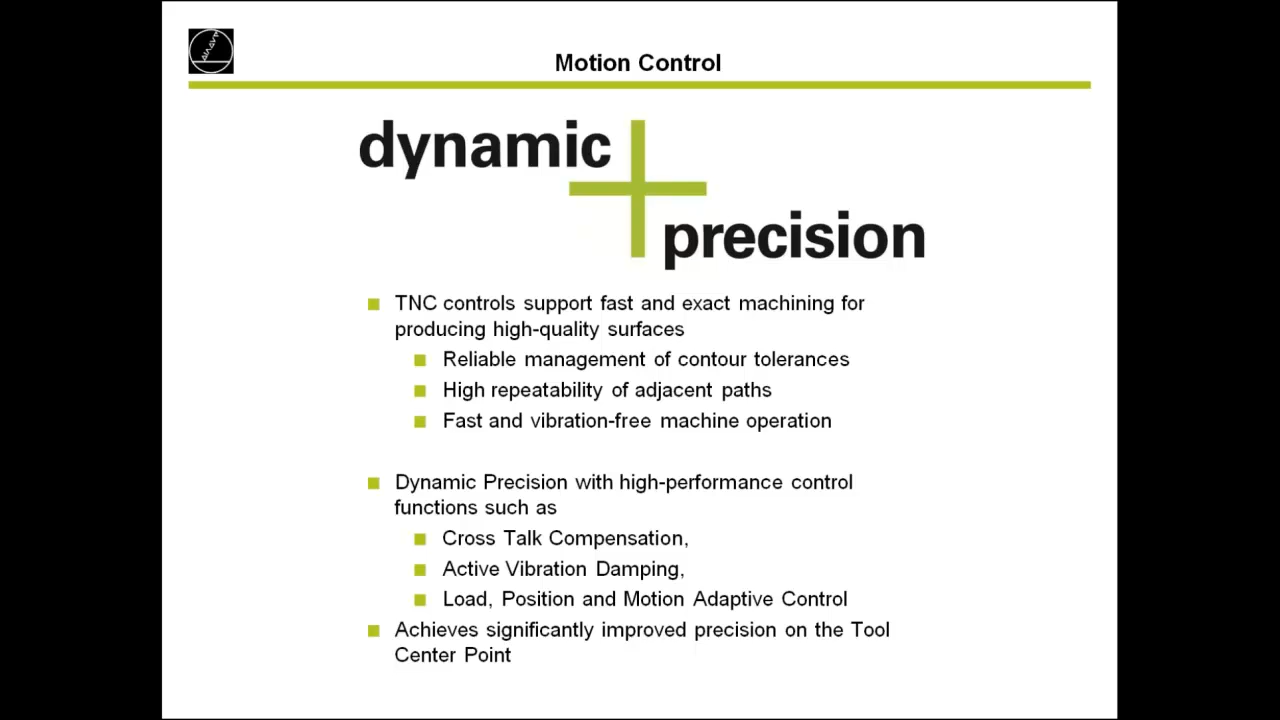 Motion Control
dynamic
precision
TNC controls support fast and exact machining for
producing high-quality surfaces
Reliable management of contour tolerances
High repeatability of adjacent paths
Fast and vibration-free machine operation
Dynamic Precision with high-performance control
functions such as
Cross Talk Compensation,
Active Vibration Damping,
Load, Position and Motion Adaptive Control
Achieves significantly improved precision on the Tool
Center Point